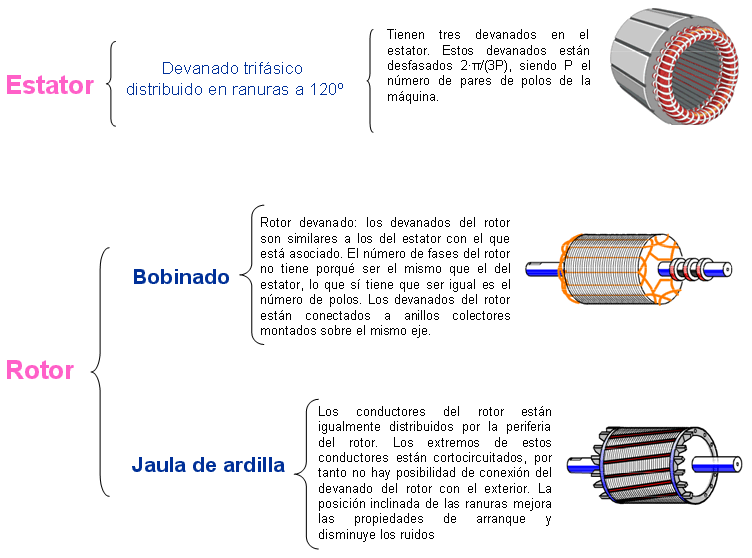 Estator
Devanado trifásico
distribuido en ranuras a 120º
Tienen tres devanados en el
estator. Estos devanados están
desfasados 2·π/(3P), siendo P el
número de pares de polos de la
máquina.
Rotor
Bobinado
Rotor devanado: los devanados del rotor
son similares a los del estator con el que
está asociado. El número de fases del rotor
no tiene porqué ser el mismo que el del
estator, lo que sí tiene que ser igual es el
número de polos. Los devanados del rotor
están conectados a anillos colectores
montados sobre el mismo eje.
Jaula de ardilla
Los conductores del rotor están
igualmente distribuidos por la periferia
del rotor. Los extremos de estos
conductores están cortocircuitados, por
tanto no hay posibilidad de conexión del
devanado del rotor con el exterior. La
posición inclinada de las ranuras mejora
las propiedades de arranque y
disminuye los ruidos